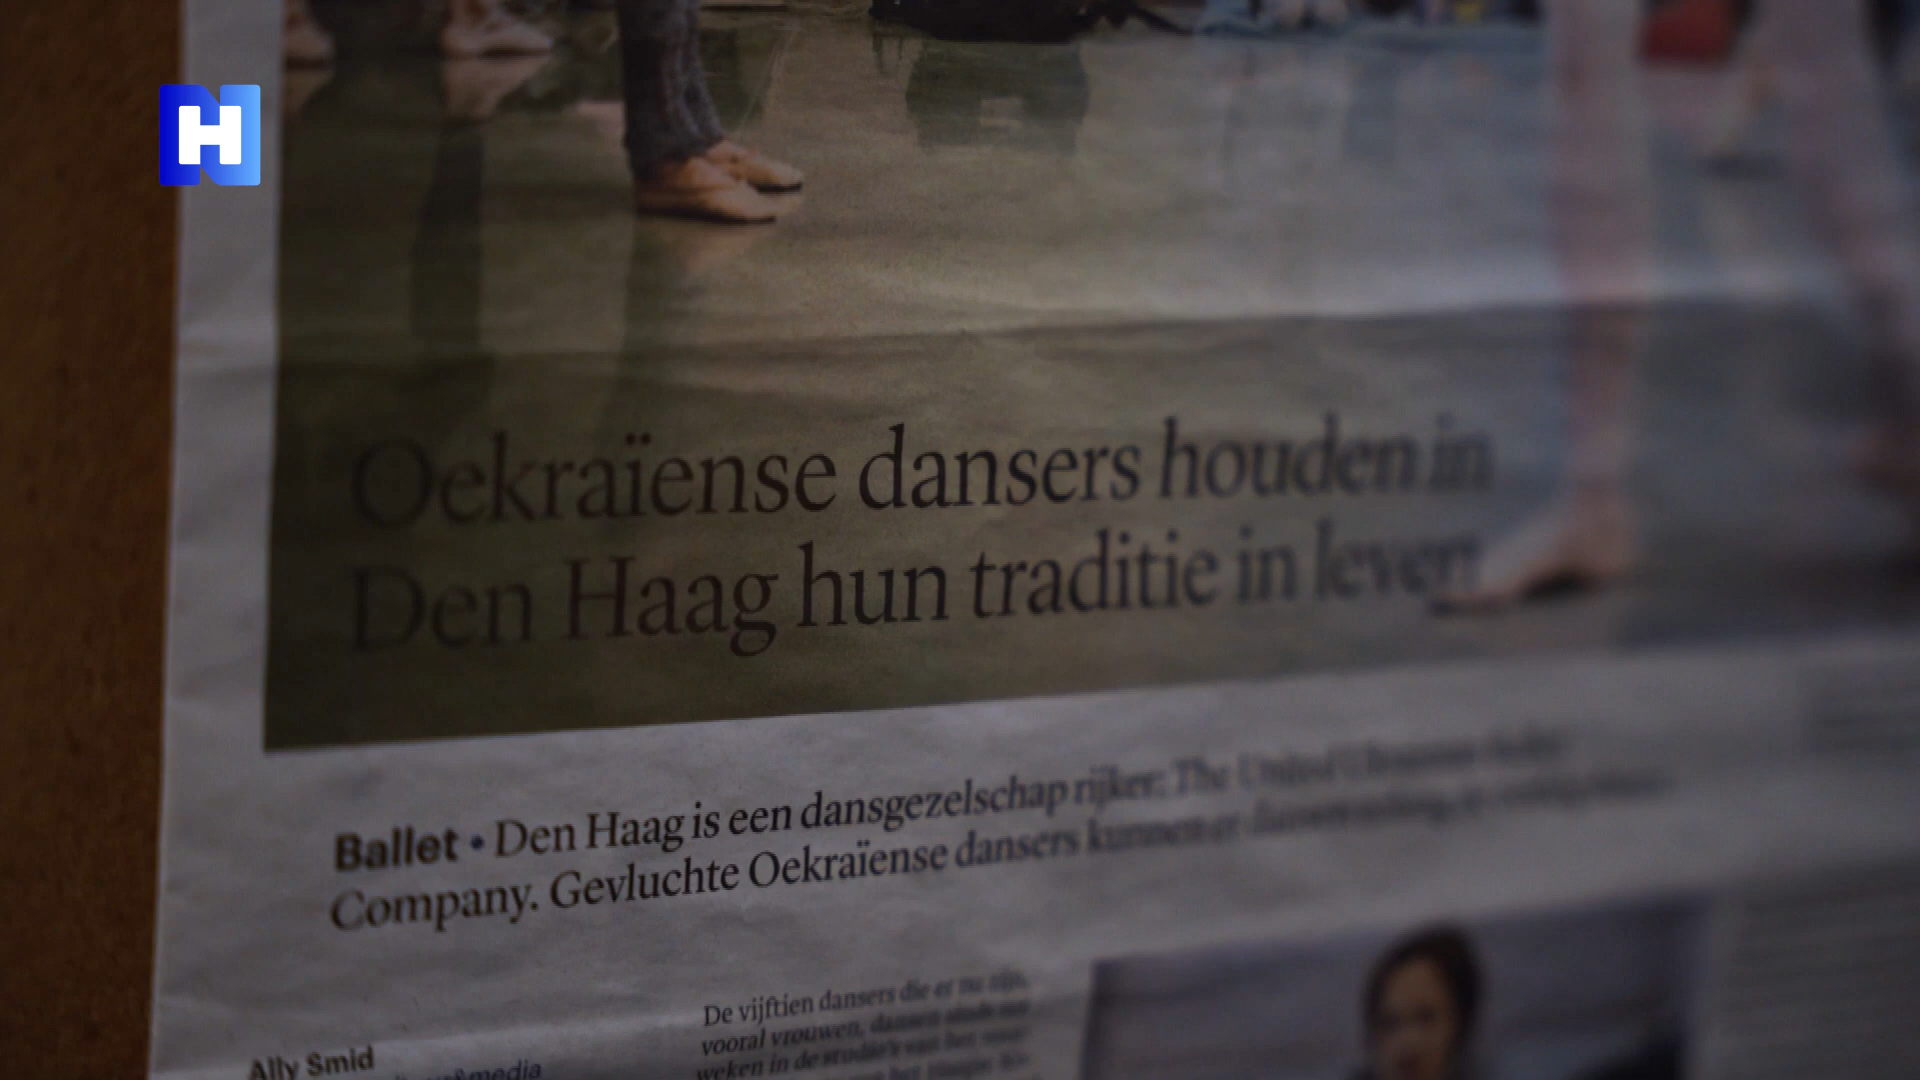 H
Oekraïense dansers houden in
Den Haag hun traditie in leven
Ballet • Den Haag is een dansgezelschap rijker: The United Ukrainian Ballet
Company. Gevluchte Oekraïense dansers kunnen er
De vijftien dansers die er nu zijn,
vooral vrouwen, dansen sinds
weken in de studio's van het
Ally Smid